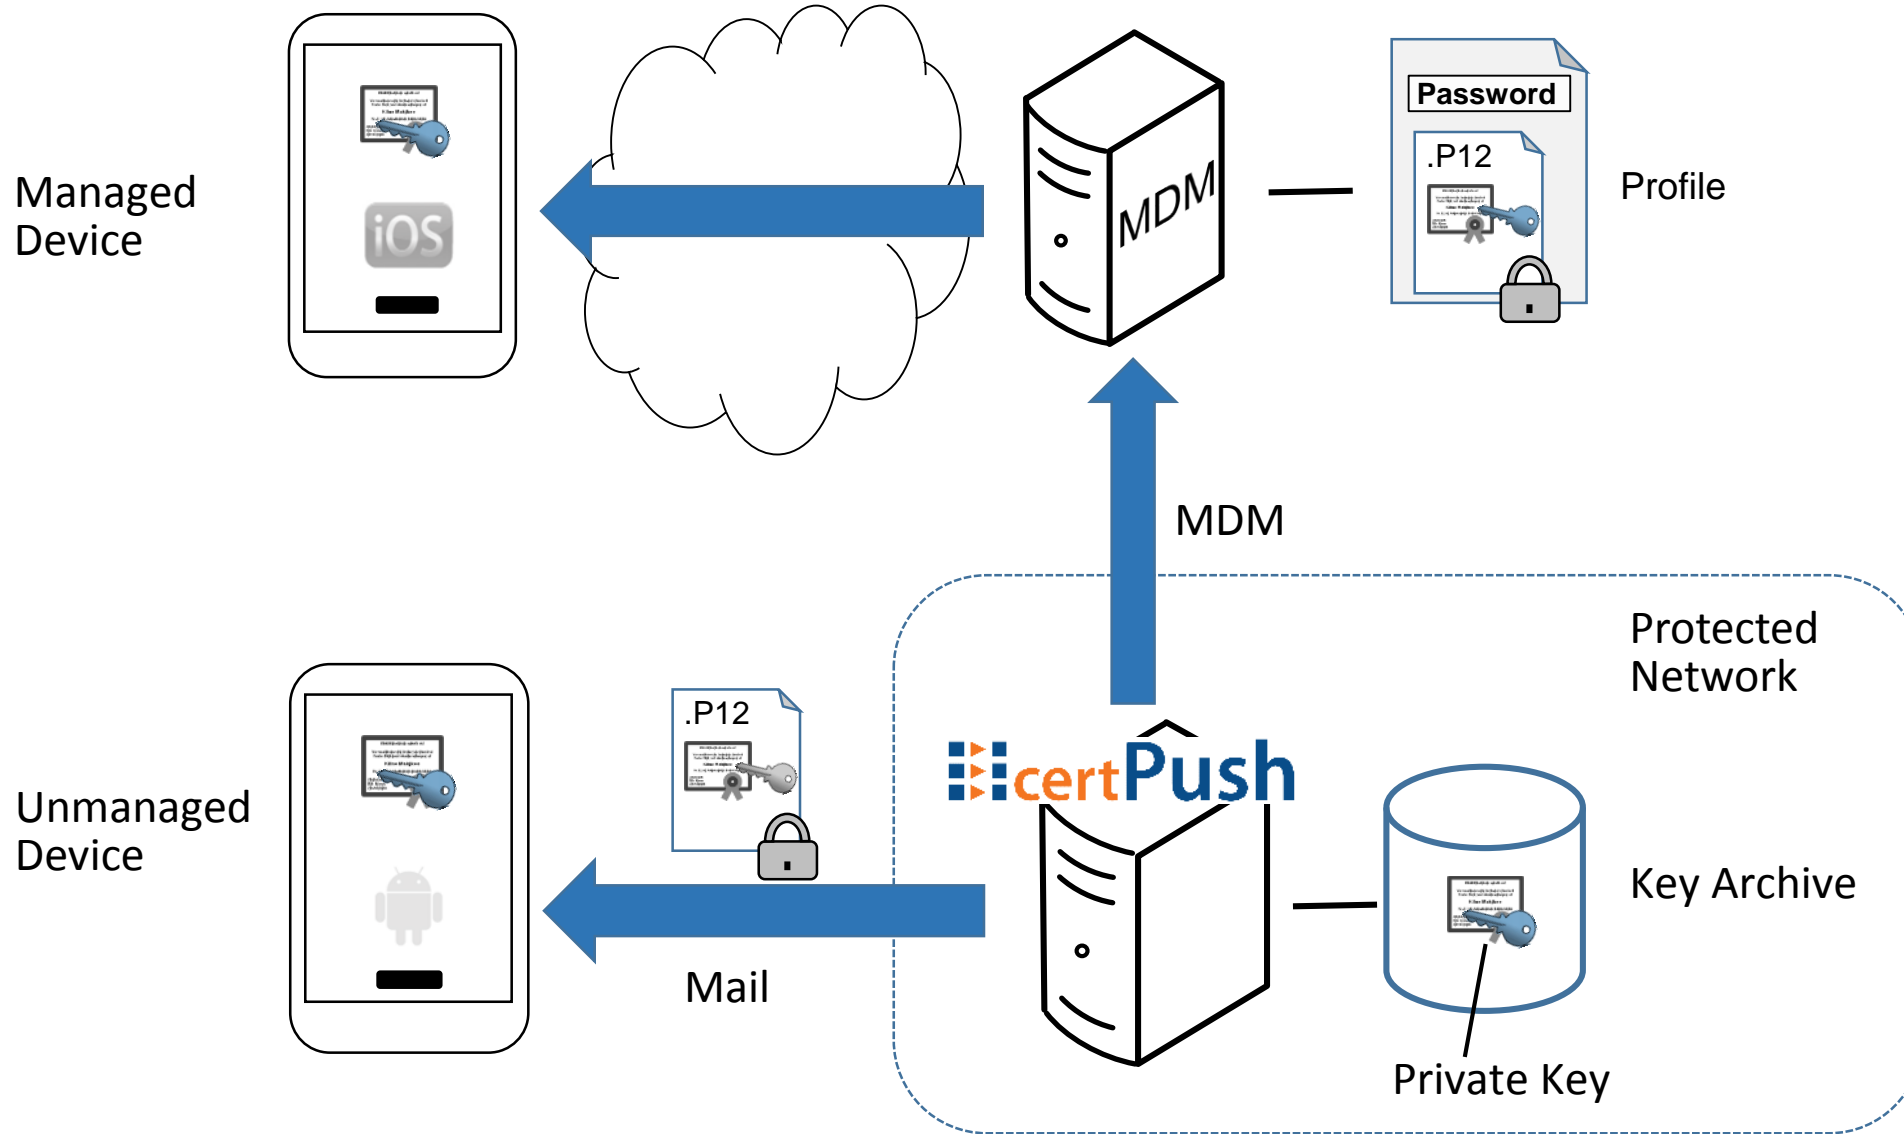 Managed
Device
iOS
MDM
Password
.P12
Profile
MDM
Protected
Network
Unmanaged
Device
.P12
certPush
Mail
Key Archive
Private Key